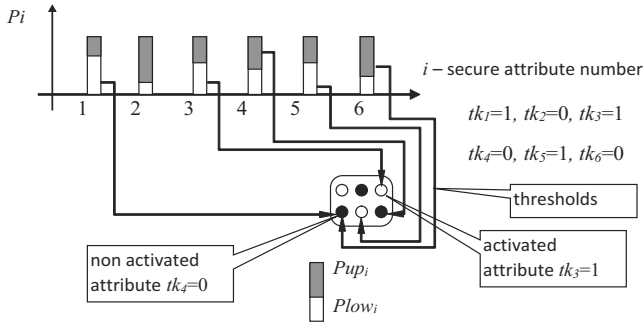 Pi
1 2 3 4 5 6
i – secure attribute number
tk1=1, tk2=0, tk3=1
tk4=0, tk5=1, tk6=0
thresholds
non activated
attribute tk4=0
activated
attribute tk3=1
Pupi
Plowi